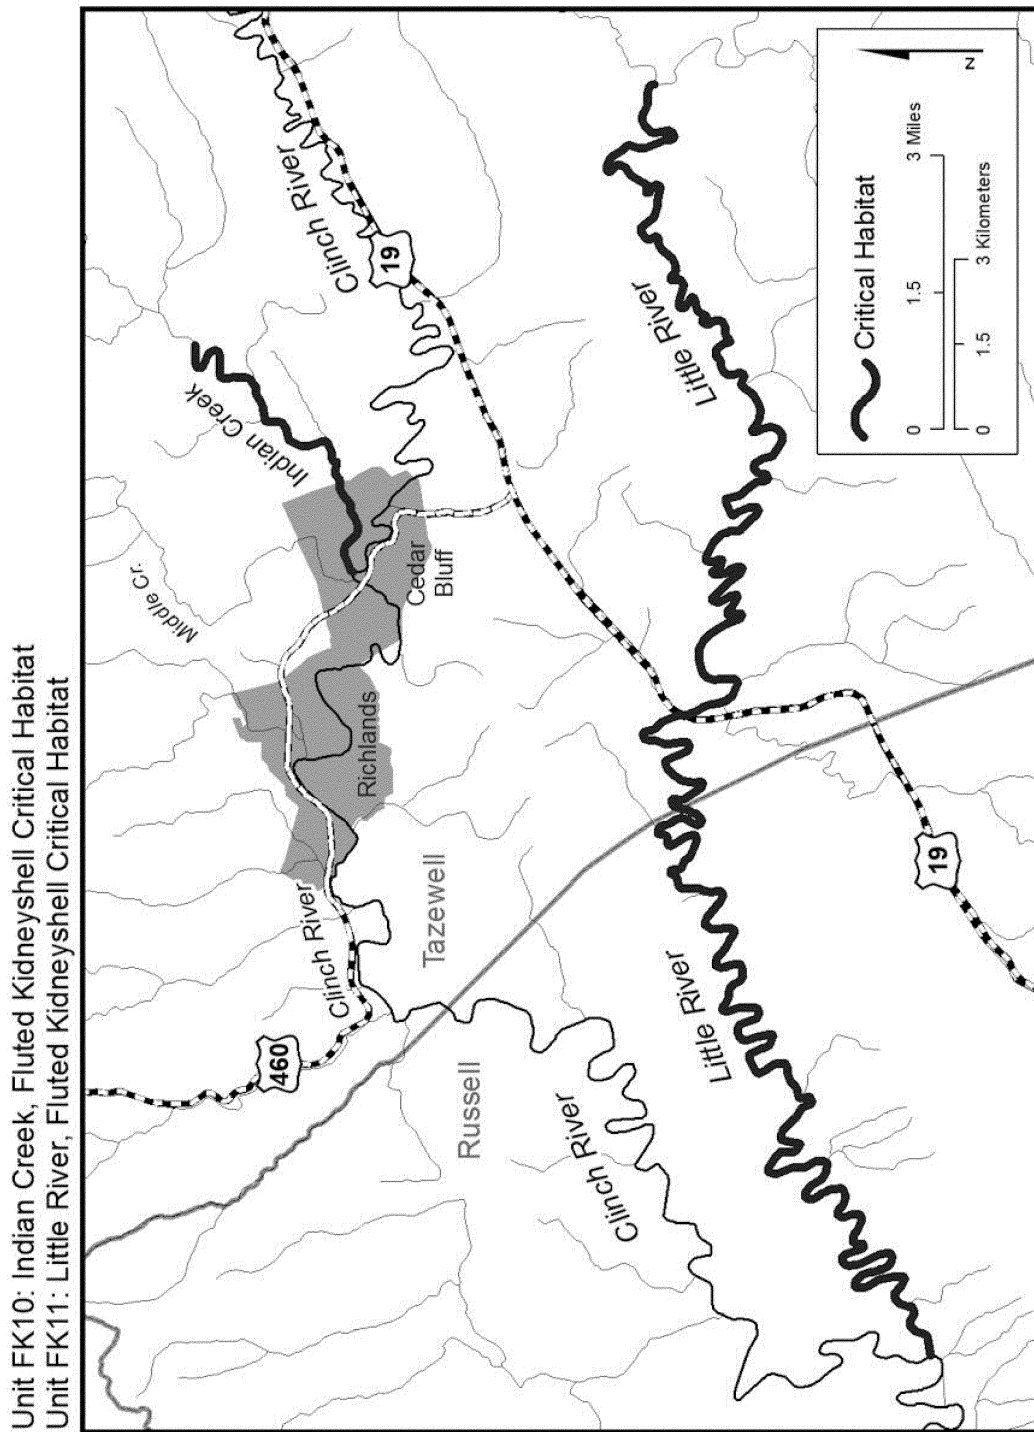 Unit FK10: Indian Creek, Fluted Kidneyshell Critical Habitat
Unit FK11: Little River, Fluted Kidneyshell Critical Habitat
460
Clinch River
Richlands
Middle Cr.
Indian Creek
Cedar
Bluff
Clinch River
19
Tazewell
Russell
Clinch River
Little River
Little River
19
Critical Habitat
0
1.5
3 Miles
0
1.5
3 Kilometers
N